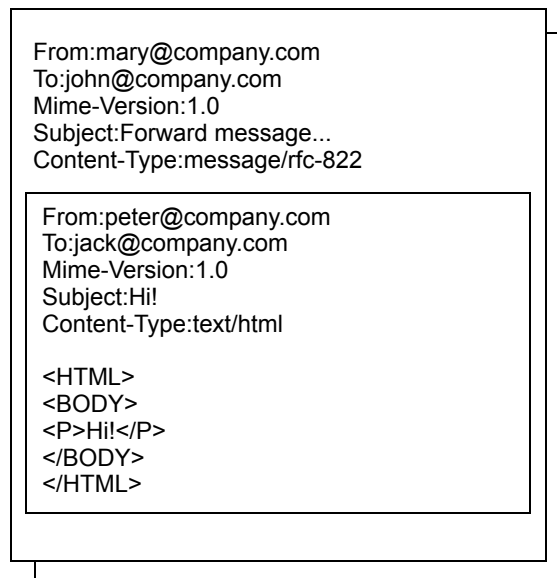 From:mary@company.com
To:john@company.com
Mime-Version:1.0
Subject:Forward message...
Content-Type:message/rfc-822
From:peter@company.com
To:jack@company.com
Mime-Version:1.0
Subject:Hi!
Content-Type:text/html
<HTML>
<BODY>
<P>Hi!</P>
</BODY>
</HTML>